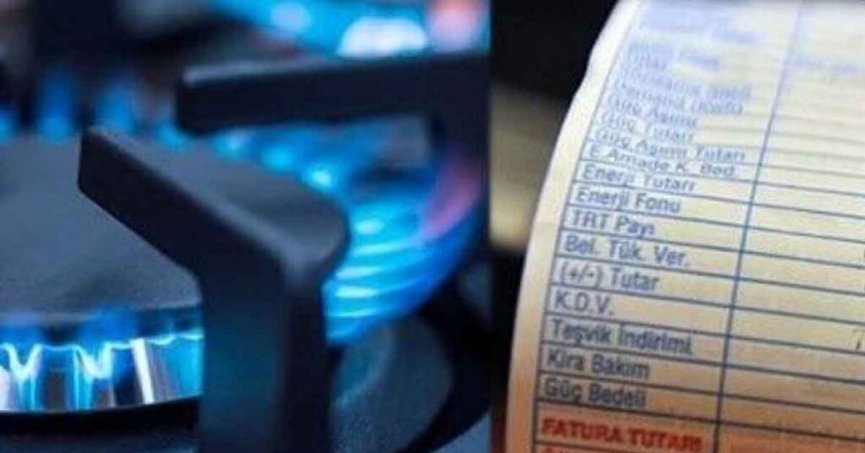 Güç Aşımı
Güç Tutarı
Güç Aşımı Tutarı
E Amade K. Bed.
Enerji Tutarı
Enerji Fonu
TRT Payı
Bel. Tük. Ver.
(+/-) Tutar
K.D.V.
Teşvik İndirimi
Kira Bakım
Güç Bedeli
FATURA TUTARI